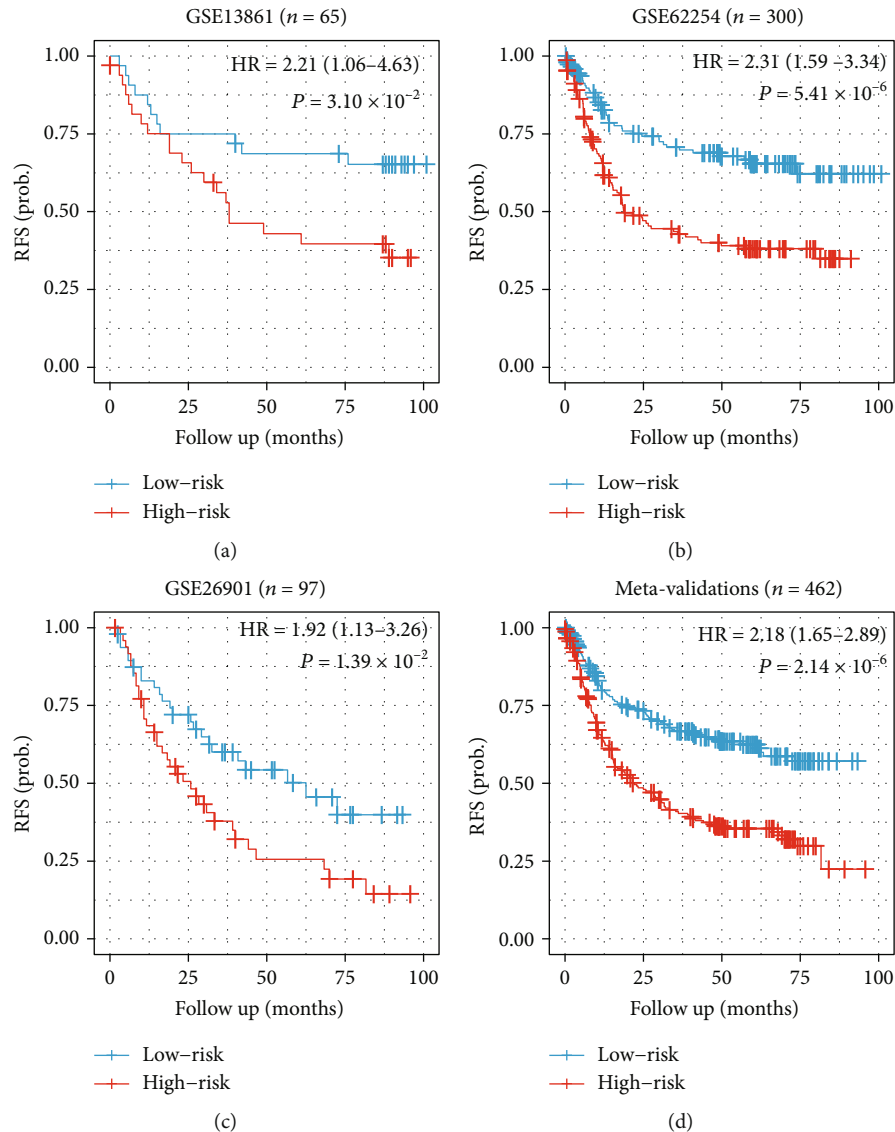 GSE13861 (n = 65)
HR = 2.21 (1.06–4.63)
P = 3.10 × 10⁻²
RFS (prob.)
1.00
0.75
0.50
0.25
0.00
0 25 50 75 100
Follow up (months)
Low−risk
High−risk
(a)
GSE62254 (n = 300)
HR = 2.31 (1.59 –3.34)
P = 5.41 × 10⁻⁶
RFS (prob.)
1.00
0.75
0.50
0.25
0.00
0 25 50 75 100
Follow up (months)
Low−risk
High−risk
(b)
GSE26901 (n = 97)
HR = 1.92 (1.13–3.26)
P = 1.39 × 10⁻²
RFS (prob.)
1.00
0.75
0.50
0.25
0.00
0 25 50 75 100
Follow up (months)
Low−risk
High−risk
(c)
Meta-validations (n = 462)
HR = 2.18 (1.65–2.89)
P = 2.14 × 10⁻⁶
RFS (prob.)
1.00
0.75
0.50
0.25
0.00
0 25 50 75 100
Follow up (months)
Low−risk
High−risk
(d)